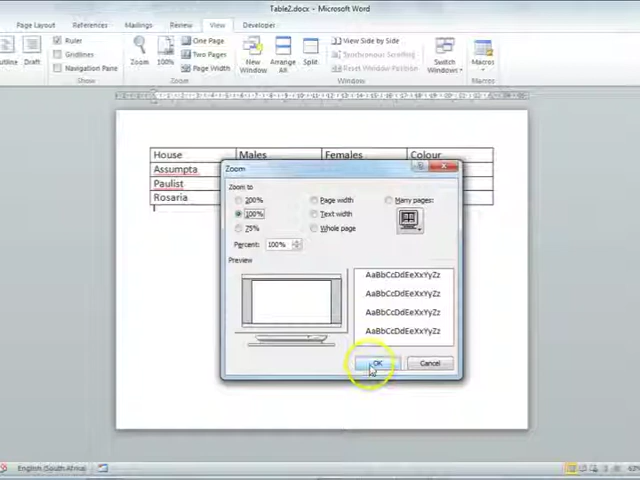 Table2.docx - Microsoft Word
Page Layout References Mailings Review View Developer
Ruler
Gridlines
Navigation Pane
Show
Draft
Zoom 100%
One Page
Two Pages
Page Width
Zoom
New Window
Arrange All
Split
View Side by Side
Synchronous Scrolling
Reset Window Position
Window
Switch Windows
Macros
Macros
House Males Females Colour
Assumpta
Paulist
Rosaria
Zoom
Zoom to
200% Page width Many pages:
100% Text width
75% Whole page
Percent: 100%
Preview
AaBbCcDdEeXxYyZz
AaBbCcDdEeXxYyZz
AaBbCcDdEeXxYyZz
AaBbCcDdEeXxYyZz
OK Cancel
English (South Africa)